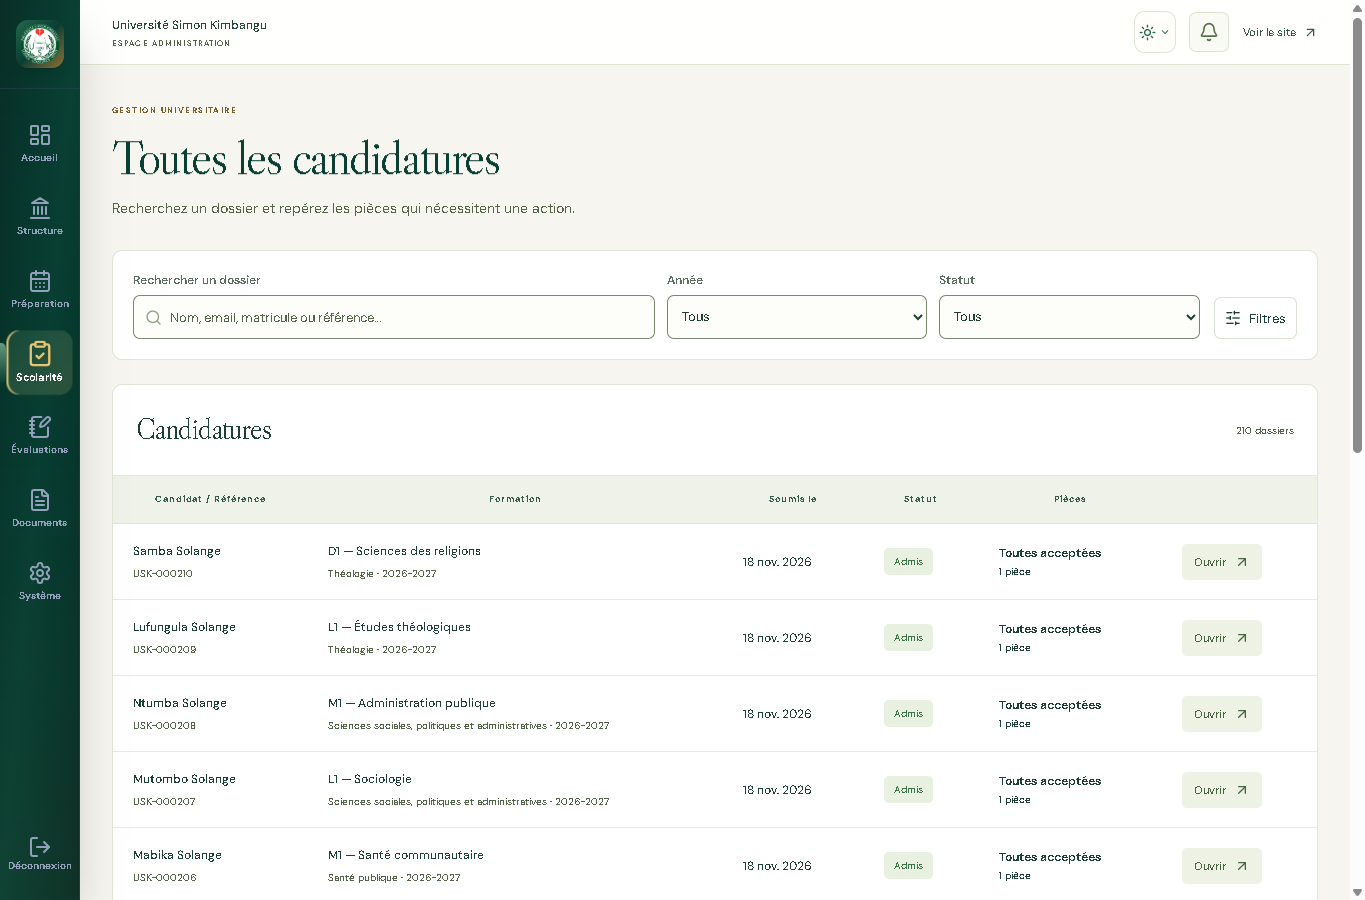 Université Simon Kimbangu
ESPACE ADMINISTRATION
Voir le site
Accueil
Structure
Préparation
Scolarité
Évaluations
Documents
Système
Déconnexion
GESTION UNIVERSITAIRE
Toutes les candidatures
Recherchez un dossier et repérez les pièces qui nécessitent une action.
Rechercher un dossier
Année
Statut
Nom, email, matricule ou référence...
Tous
Tous
Filtres
Candidatures
210 dossiers
Candidat / Référence
Formation
Soumis le
Statut
Pièces
Samba Solange
USK-000210
D1 — Sciences des religions
Théologie · 2026-2027
18 nov. 2026
Admis
Toutes acceptées
1 pièce
Ouvrir
Lufungula Solange
USK-000209
L1 — Études théologiques
Théologie · 2026-2027
18 nov. 2026
Admis
Toutes acceptées
1 pièce
Ouvrir
Ntumba Solange
USK-000208
M1 — Administration publique
Sciences sociales, politiques et administratives · 2026-2027
18 nov. 2026
Admis
Toutes acceptées
1 pièce
Ouvrir
Mutombo Solange
USK-000207
L1 — Sociologie
Sciences sociales, politiques et administratives · 2026-2027
18 nov. 2026
Admis
Toutes acceptées
1 pièce
Ouvrir
Mabika Solange
USK-000206
M1 — Santé communautaire
Santé publique · 2026-2027
18 nov. 2026
Admis
Toutes acceptées
1 pièce
Ouvrir